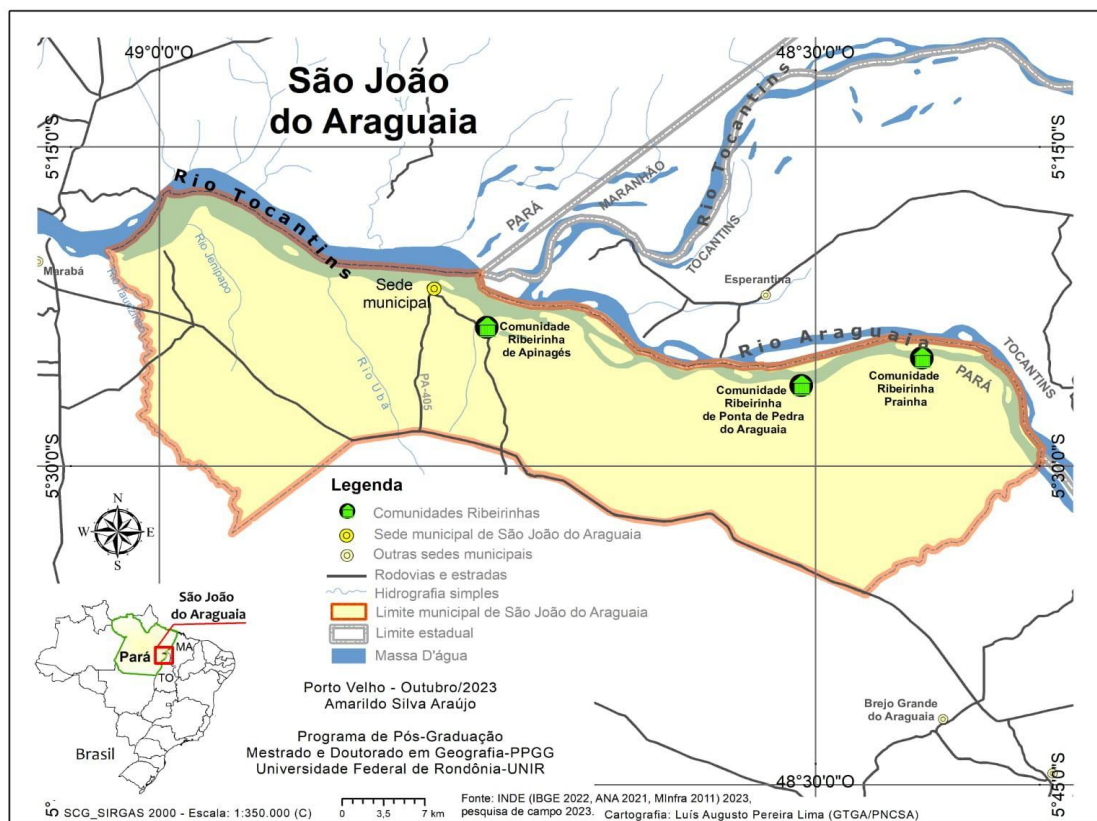 49°0'0"O
48°30'0"O
São João
do Araguaia
5°15'0"S
5°15'0"S
Rio Tocantins
Rio Tocantins
PARÁ
MARANHÃO
TOCANTINS
Marabá
Rio Jenipapo
Sede
municipal
Esperantina
Comunidade
Ribeirinha
de Apinagés
Rio Araguaia
TOCANTINS
PARÁ
Rio Ubá
PA-405
Comunidade
Ribeirinha
de Ponta de Pedra
do Araguaia
Comunidade
Ribeirinha
Prainha
5°30'0"S
5°30'0"S
Legenda
Comunidades Ribeirinhas
Sede municipal de São João do Araguaia
Outras sedes municipais
Rodovias e estradas
Hidrografia simples
Limite municipal de São João do Araguaia
Limite estadual
Massa D'água
N
W
E
S
São João
do Araguaia
Pará
MA
TO
Brasil
Porto Velho - Outubro/2023
Amarildo Silva Araújo
Programa de Pós-Graduação
Mestrado e Doutorado em Geografia-PPGG
Universidade Federal de Rondônia-UNIR
Brejo Grande
do Araguaia
48°30'0"O
5°45'0"S
5°
SCG_SIRGAS 2000 - Escala: 1:350.000 (C)
0 3,5 7 km
Fonte: INDE (IBGE 2022, ANA 2021, MInfra 2011) 2023,
pesquisa de campo 2023.
Cartografia: Luís Augusto Pereira Lima (GTGA/PNCSA)